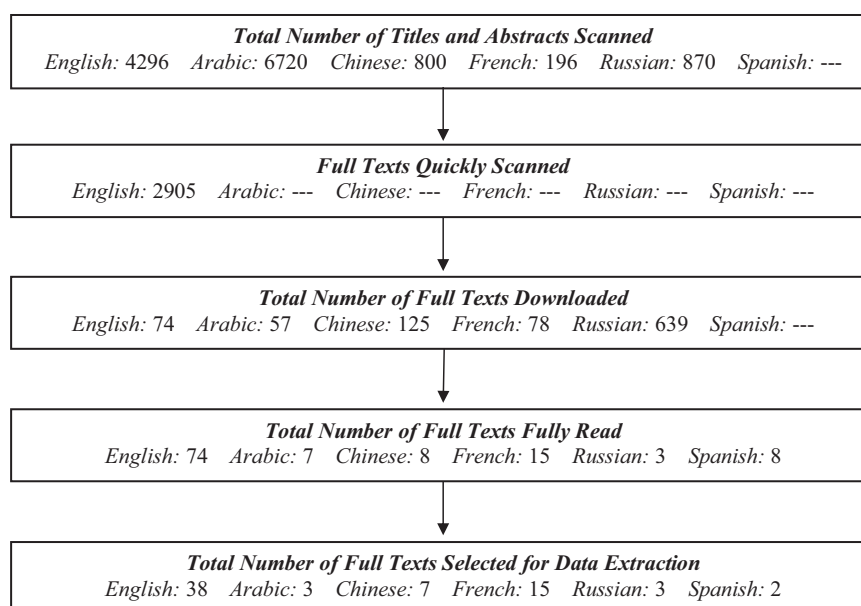 Total Number of Titles and Abstracts Scanned
English: 4296 Arabic: 6720 Chinese: 800 French: 196 Russian: 870 Spanish: ---
Full Texts Quickly Scanned
English: 2905 Arabic: --- Chinese: --- French: --- Russian: --- Spanish: ---
Total Number of Full Texts Downloaded
English: 74 Arabic: 57 Chinese: 125 French: 78 Russian: 639 Spanish: ---
Total Number of Full Texts Fully Read
English: 74 Arabic: 7 Chinese: 8 French: 15 Russian: 3 Spanish: 8
Total Number of Full Texts Selected for Data Extraction
English: 38 Arabic: 3 Chinese: 7 French: 15 Russian: 3 Spanish: 2